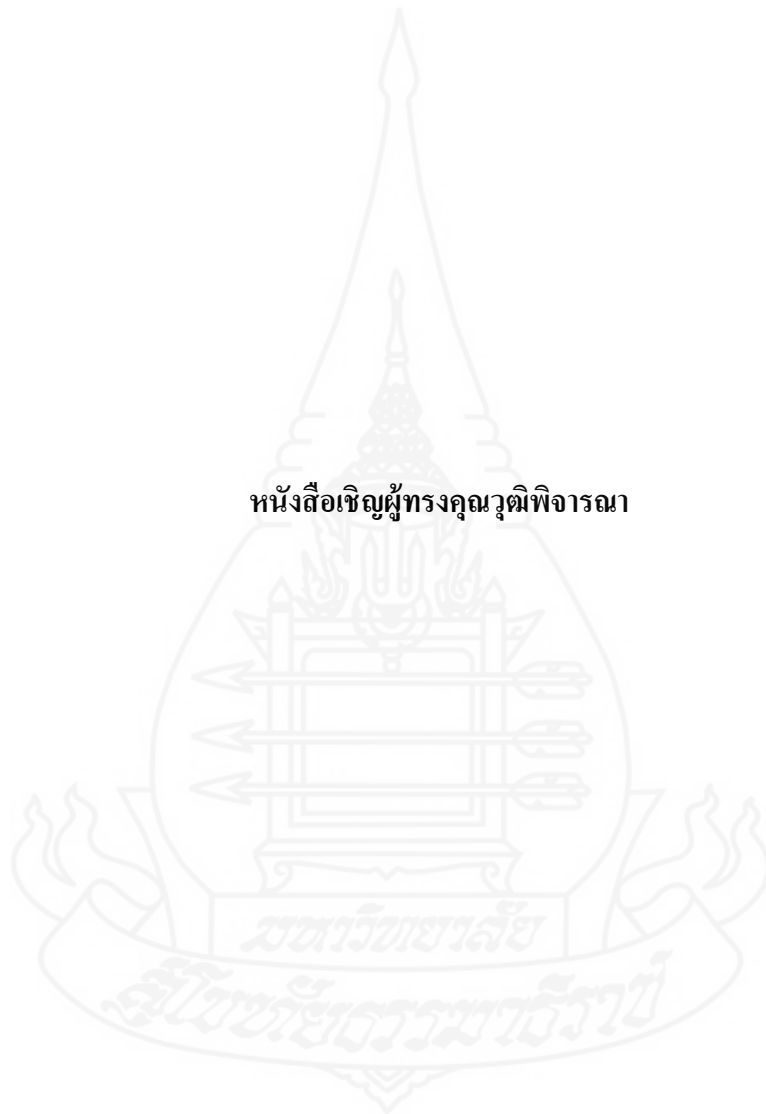 หนังสือเชิญผู้ทรงคุณวุฒิพิจารณา
มหาวิทยาลัย
สุโขทัยธรรมาธิราช